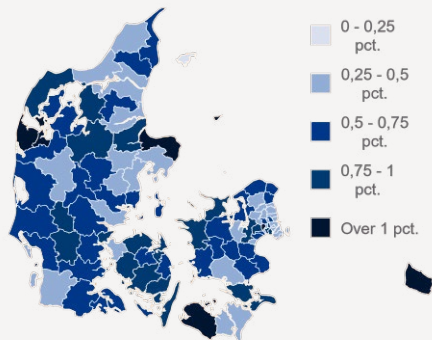 0 - 0,25
pct.
0,25 - 0,5
pct.
0,5 - 0,75
pct.
0,75 - 1
pct.
Over 1 pct.